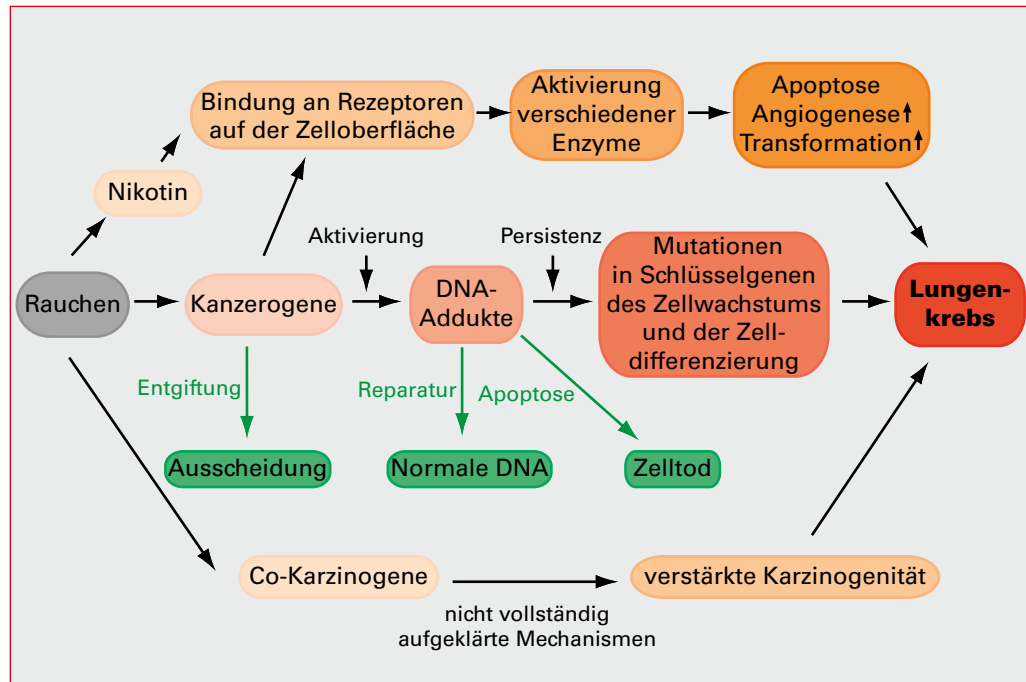 Bindung an Rezeptoren
auf der Zelloberfläche
Aktivierung
verschiedener
Enzyme
Apoptose
Angiogenese↑
Transformation↑
Nikotin
Aktivierung
Persistenz
Rauchen
Kanzerogene
DNA-
Addukte
Mutationen
in Schlüsselgenen
des Zellwachstums
und der Zell-
differenzierung
Lungen-
krebs
Entgiftung
Reparatur
Apoptose
Ausscheidung
Normale DNA
Zelltod
Co-Karzinogene
nicht vollständig
aufgeklärte Mechanismen
verstärkte Karzinogenität